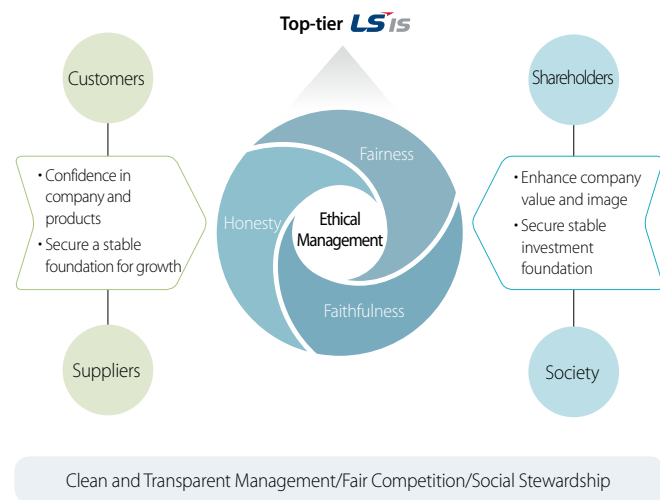 Top-tier LS IS
Customers
Shareholders
• Confidence in
company and
products
• Secure a stable
foundation for growth
Fairness
Honesty
Ethical
Management
Faithfulness
• Enhance company
value and image
• Secure stable
investment
foundation
Suppliers
Society
Clean and Transparent Management/Fair Competition/Social Stewardship